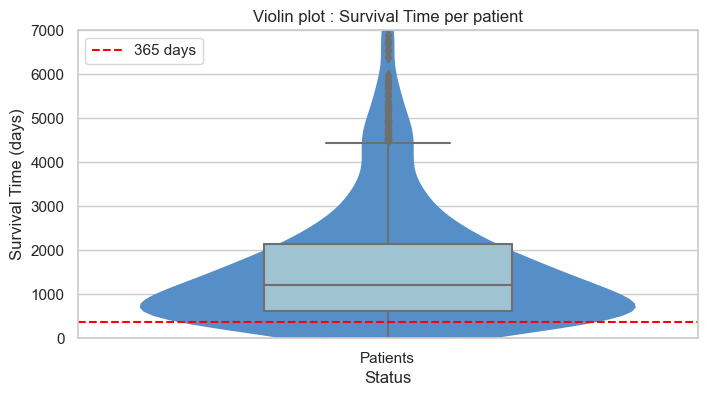 Violin plot : Survival Time per patient
365 days
7000
6000
5000
4000
3000
2000
1000
0
Survival Time (days)
Patients
Status